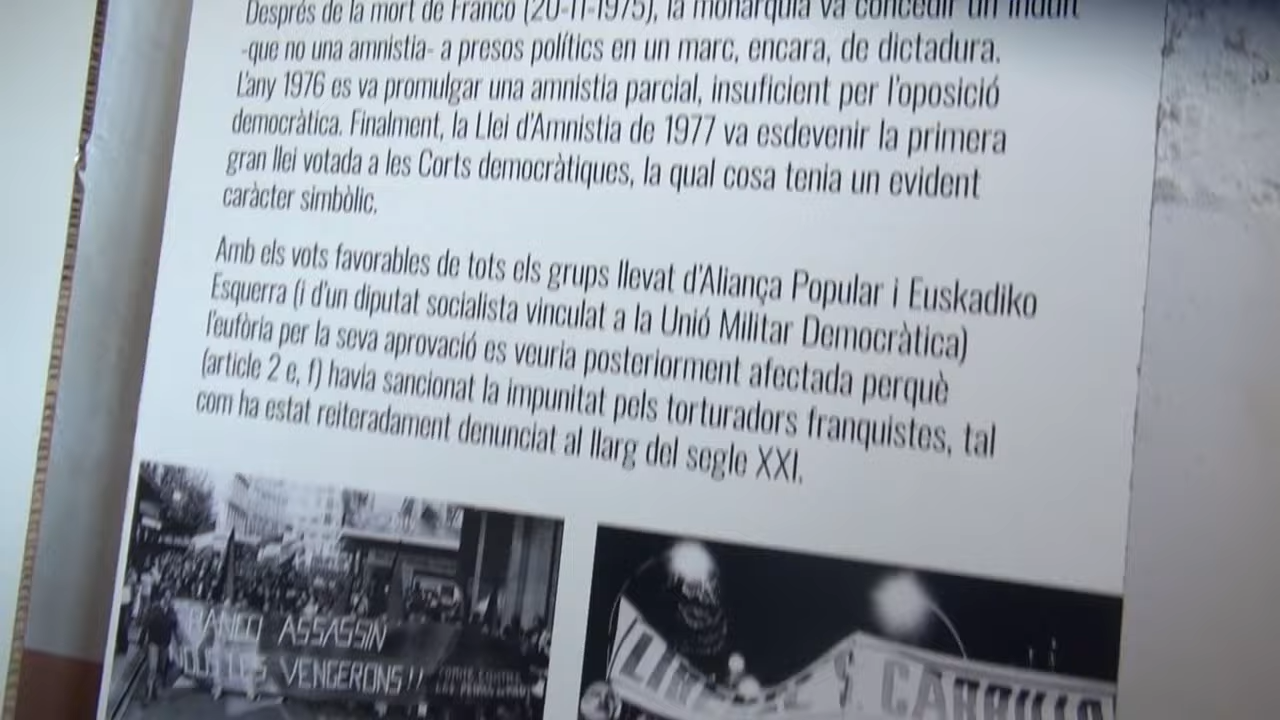 Després de la mort de Franco (20-11-1975), la monarquia va concedir un indult
-que no una amnistia- a presos polítics en un marc, encara, de dictadura.
L'any 1976 es va promulgar una amnistia parcial, insuficient per l'oposició
democràtica. Finalment, la Llei d'Amnistia de 1977 va esdevenir la primera
gran llei votada a les Corts democràtiques, la qual cosa tenia un evident
caràcter simbòlic.
Amb els vots favorables de tots els grups llevat d'Aliança Popular i Euskadiko
Esquerra (i d'un diputat socialista vinculat a la Unió Militar Democràtica)
l'eufòria per la seva aprovació es veuria posteriorment afectada perquè
(article 2 e, f) havia sancionat la impunitat pels torturadors franquistes, tal
com ha estat reiteradament denunciat al llarg del segle XXI.
FRANCO ASSASSIN
NOUS LES VENGERONS!!
S. CARRILLO